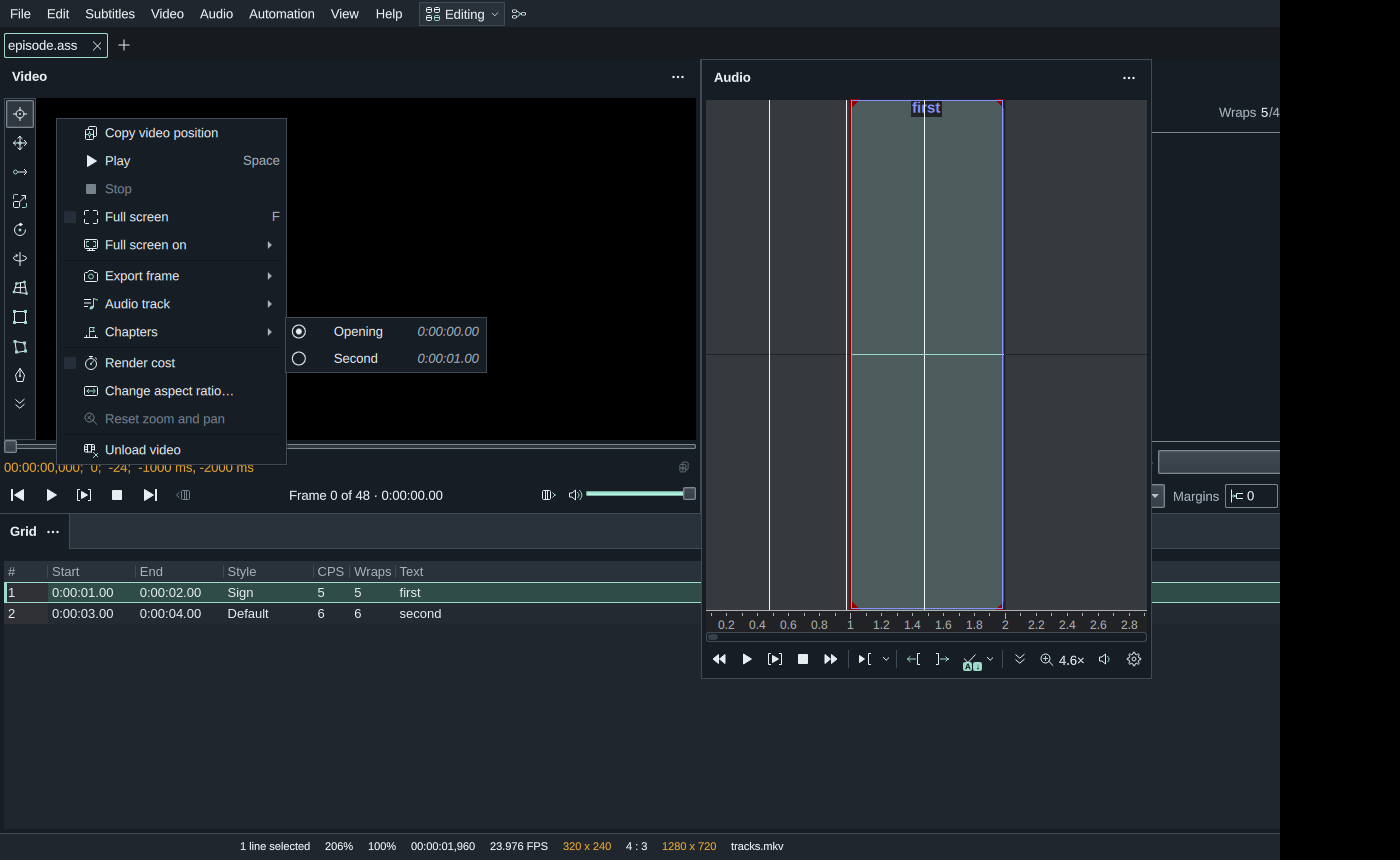 File Edit Subtitles Video Audio Automation View Help Editing
episode.ass
Video
Audio
Wraps 5/4
first
Copy video position
Play Space
Stop
Full screen F
Full screen on
Export frame
Audio track
Chapters
Opening 0:00:00.00
Second 0:00:01.00
Render cost
Change aspect ratio…
Reset zoom and pan
Unload video
00:00:00,000; 0; -24; -1000 ms, -2000 ms
Frame 0 of 48 · 0:00:00.00
Margins 0
Grid
# Start End Style CPS Wraps Text
1 0:00:01.00 0:00:02.00 Sign 5 5 first
2 0:00:03.00 0:00:04.00 Default 6 6 second
0.2 0.4 0.6 0.8 1 1.2 1.4 1.6 1.8 2 2.2 2.4 2.6 2.8
A 4.6×
1 line selected 206% 100% 00:00:01,960 23.976 FPS 320 x 240 4 : 3 1280 x 720 tracks.mkv